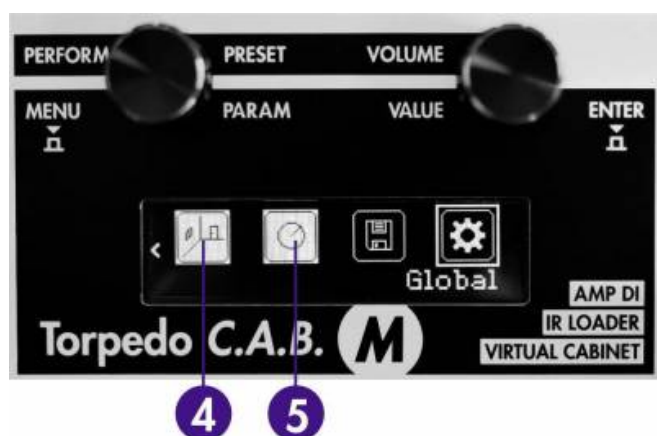 PERFORM PRESET VOLUME
MENU PARAM VALUE ENTER
<
Global
AMP DI
IR LOADER
VIRTUAL CABINET
Torpedo C.A.B. M
4 5